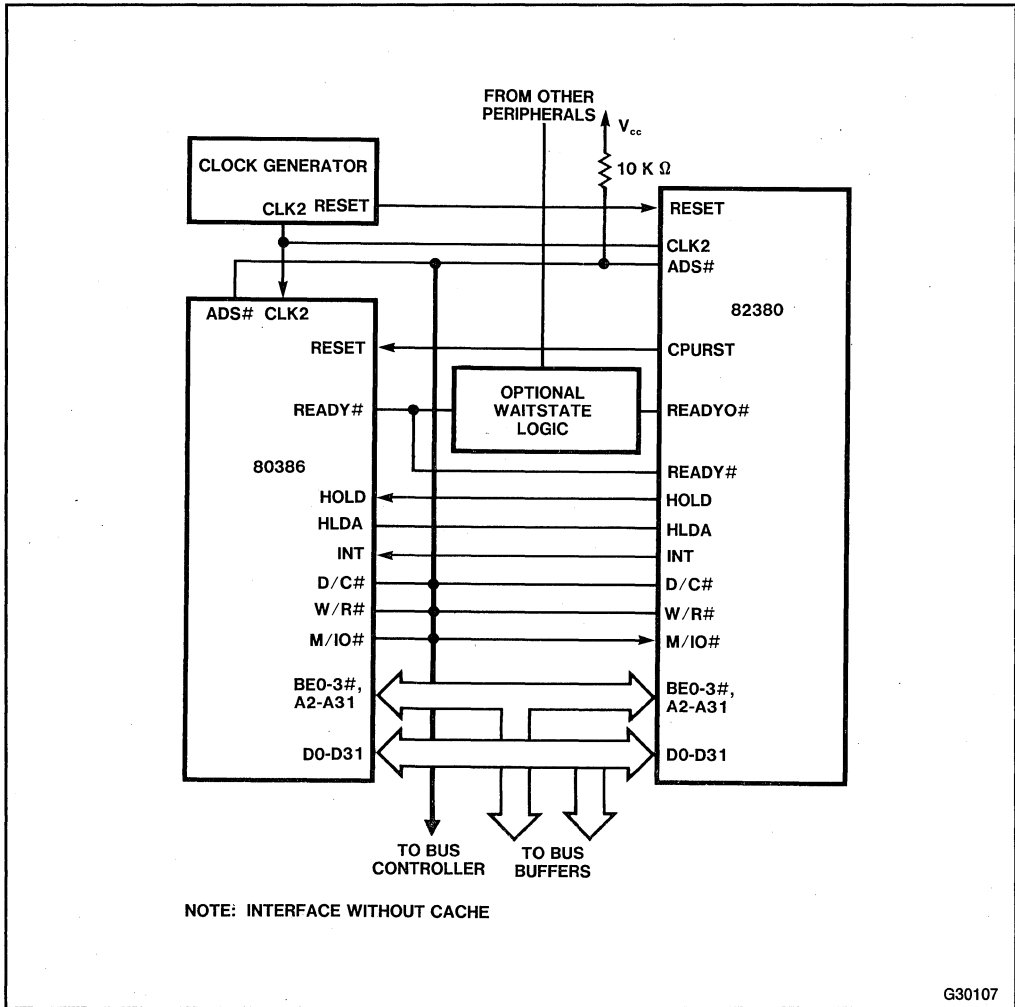 FROM OTHER
PERIPHERALS
Vcc
10 K Ω
CLOCK GENERATOR
CLK2 RESET
ADS# CLK2
RESET
READY#
80386
HOLD
HLDA
INT
D/C#
W/R#
M/IO#
BE0-3#,
A2-A31
D0-D31
OPTIONAL
WAITSTATE
LOGIC
RESET
CLK2
ADS#
82380
CPURST
READYO#
READY#
HOLD
HLDA
INT
D/C#
W/R#
M/IO#
BE0-3#,
A2-A31
D0-D31
TO BUS
CONTROLLER
TO BUS
BUFFERS
NOTE: INTERFACE WITHOUT CACHE
G30107